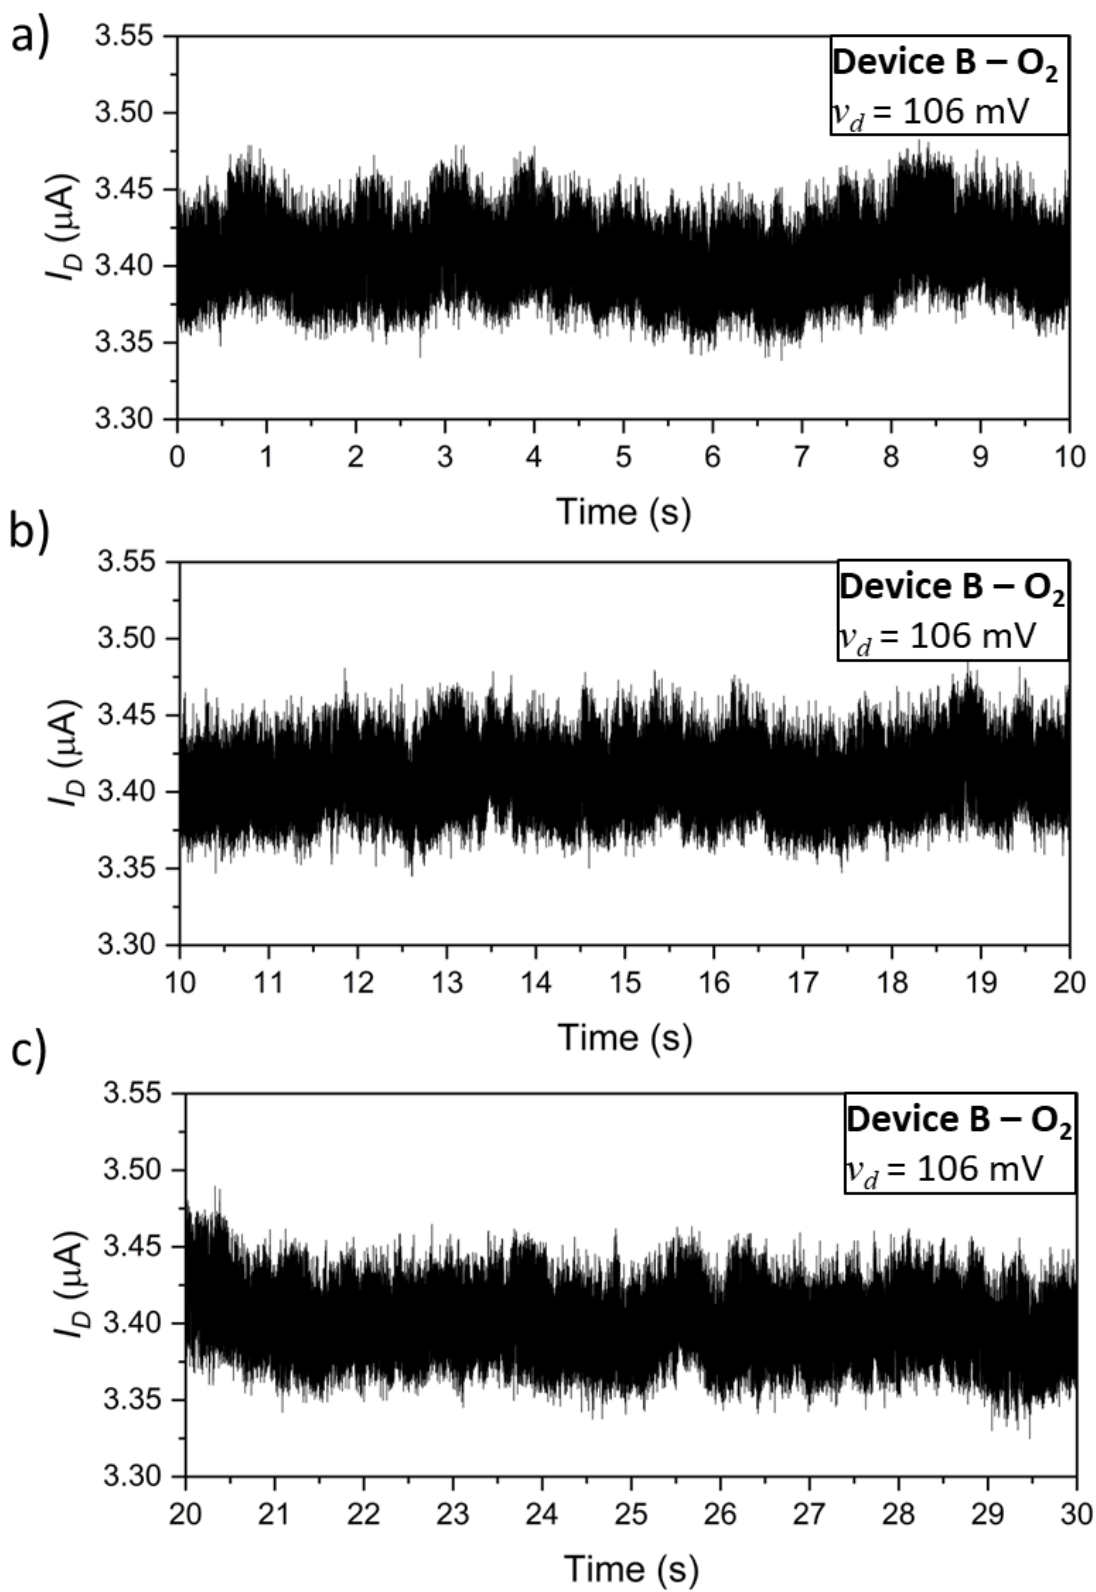 a)
3.55
3.50
3.45
3.40
3.35
3.30
I_D (μA)
Device B – O₂
v_d = 106 mV
0 1 2 3 4 5 6 7 8 9 10
Time (s)
b)
3.55
3.50
3.45
3.40
3.35
3.30
I_D (μA)
Device B – O₂
v_d = 106 mV
10 11 12 13 14 15 16 17 18 19 20
Time (s)
c)
3.55
3.50
3.45
3.40
3.35
3.30
I_D (μA)
Device B – O₂
v_d = 106 mV
20 21 22 23 24 25 26 27 28 29 30
Time (s)